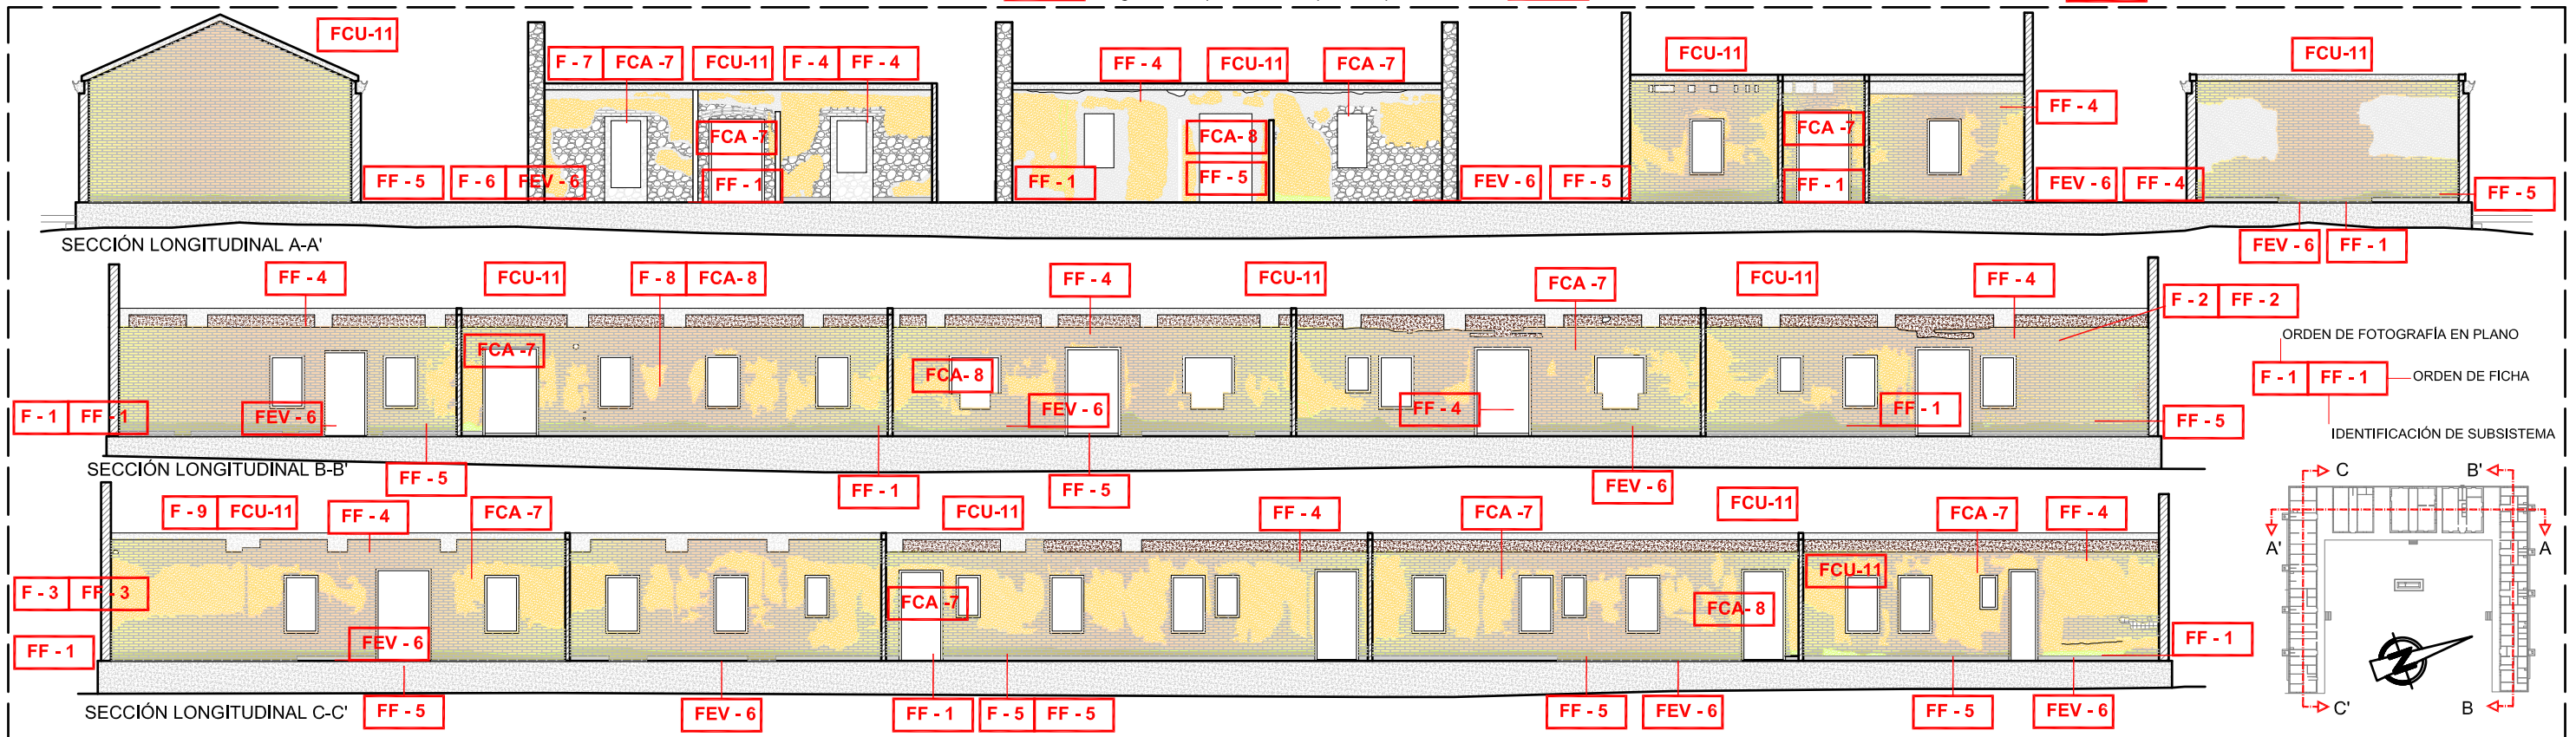 FCU-11
F - 7 FCA -7 FCU-11 F - 4 FF - 4
FF - 4 FCU-11 FCA -7
FCU-11
FCU-11
FF - 4
FCA -7 FCA- 8 FCA -7
FF - 5 F - 6 FEV - 6 FF - 1 FF - 1 FF - 5 FEV - 6 FF - 5 FF - 1 FEV - 6 FF - 4 FF - 5
SECCIÓN LONGITUDINAL A-A'
FEV - 6 FF - 1
FF - 4 FCU-11 F - 8 FCA- 8 FF - 4 FCU-11 FCA -7 FCU-11 FF - 4
F - 2 FF - 2
ORDEN DE FOTOGRAFÍA EN PLANO
FCA -7
FCA- 8
F - 1 FF - 1 ORDEN DE FICHA
F - 1 FF - 1 FEV - 6 FEV - 6 FF - 4 FF - 1 FF - 5
IDENTIFICACIÓN DE SUBSISTEMA
SECCIÓN LONGITUDINAL B-B'
FF - 5 FF - 1 FF - 5 FEV - 6
C B'
F - 9 FCU-11 FF - 4 FCA -7 FCU-11 FF - 4 FCA -7 FCU-11 FCA -7 FF - 4
A' A
FCU-11
F - 3 FF - 3 FCA -7 FCA- 8
FF - 1 FEV - 6 FF - 1
SECCIÓN LONGITUDINAL C-C'
FF - 5 FEV - 6 FF - 1 F - 5 FF - 5 FF - 5 FEV - 6 FF - 5 FEV - 6
C' B